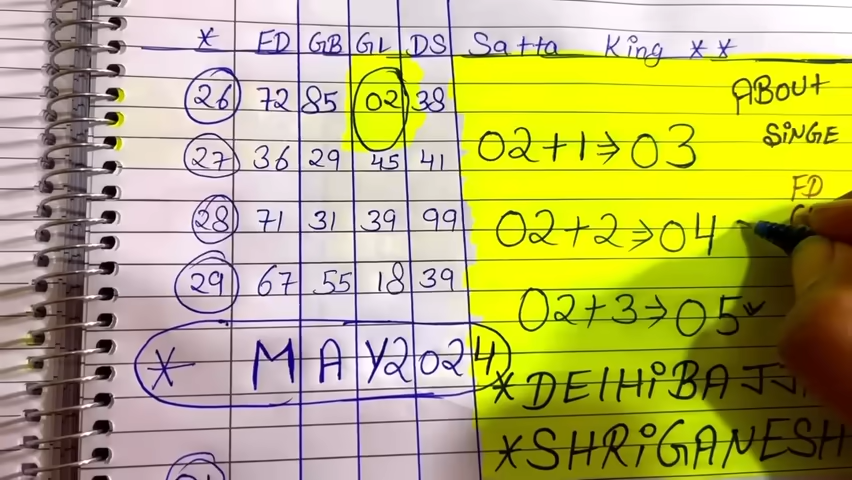 * FD GB GL DS Satta King **
26 72 85 02 38 ABOUT
02+1⇒03 SiNGE
27 36 29 45 41
FD
28 71 31 39 99 02+2⇒04
29 67 55 18 39 02+3⇒05
* MAY2024
*DElHiBAJJ
*SHRiGANESH